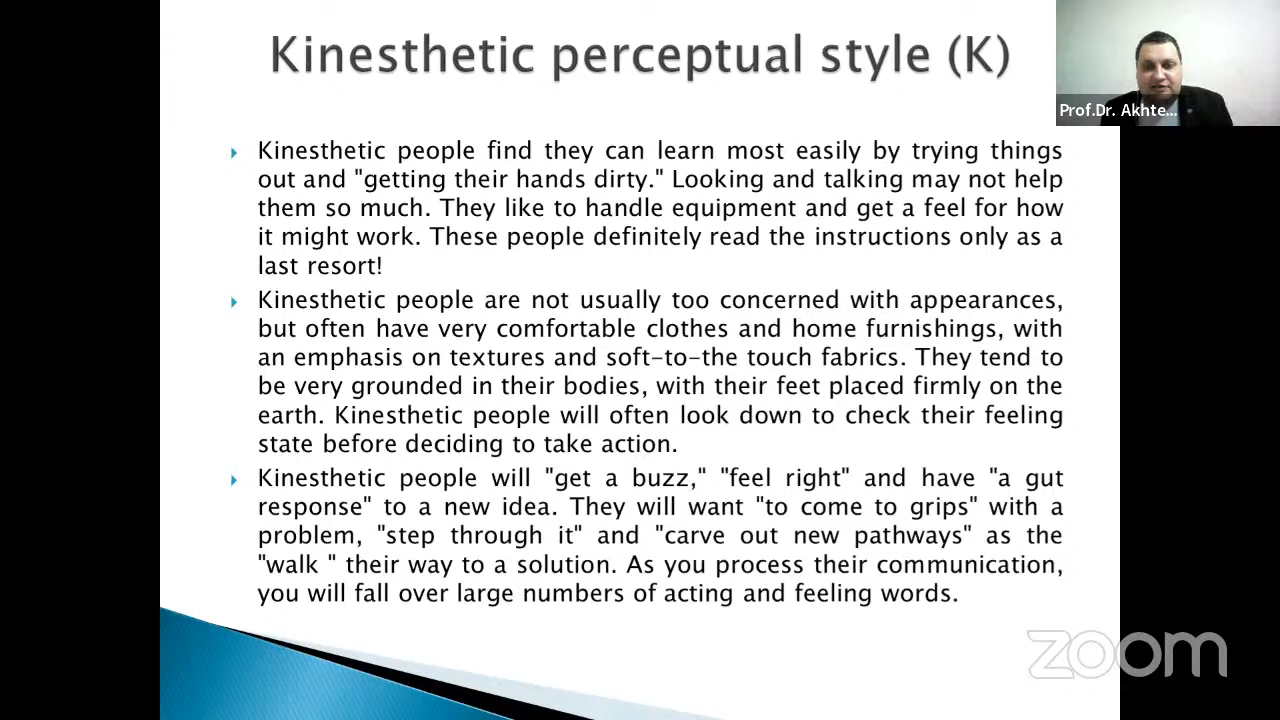 Kinesthetic perceptual style (K)
Prof.Dr. Akhte...
Kinesthetic people find they can learn most easily by trying things
out and "getting their hands dirty." Looking and talking may not help
them so much. They like to handle equipment and get a feel for how
it might work. These people definitely read the instructions only as a
last resort!
Kinesthetic people are not usually too concerned with appearances,
but often have very comfortable clothes and home furnishings, with
an emphasis on textures and soft-to-the touch fabrics. They tend to
be very grounded in their bodies, with their feet placed firmly on the
earth. Kinesthetic people will often look down to check their feeling
state before deciding to take action.
Kinesthetic people will "get a buzz," "feel right" and have "a gut
response" to a new idea. They will want "to come to grips" with a
problem, "step through it" and "carve out new pathways" as the
"walk " their way to a solution. As you process their communication,
you will fall over large numbers of acting and feeling words.
zoom